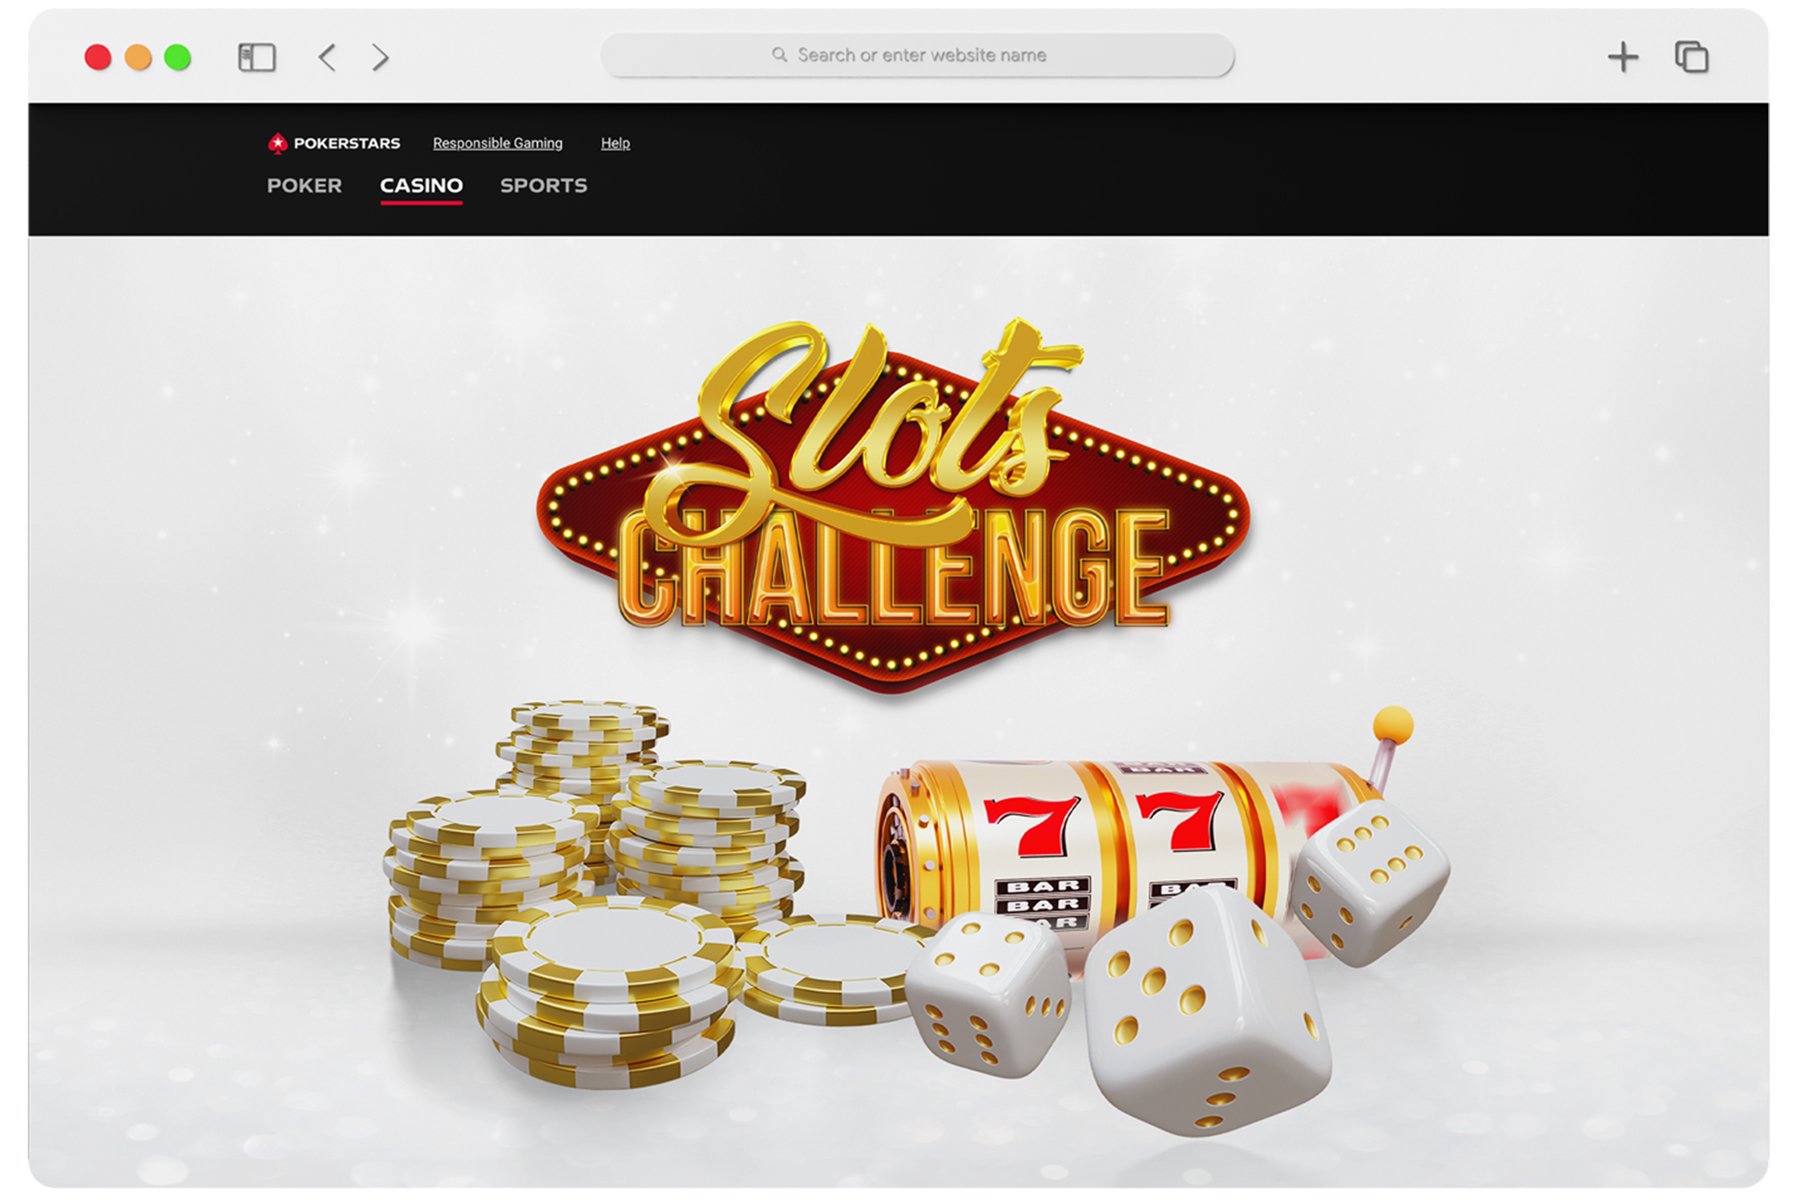 Search or enter website name
POKERSTARS Responsible Gaming Help
POKER CASINO SPORTS
Slots
CHALLENGE
BAR
7 7
BAR
BAR
BAR
BAR